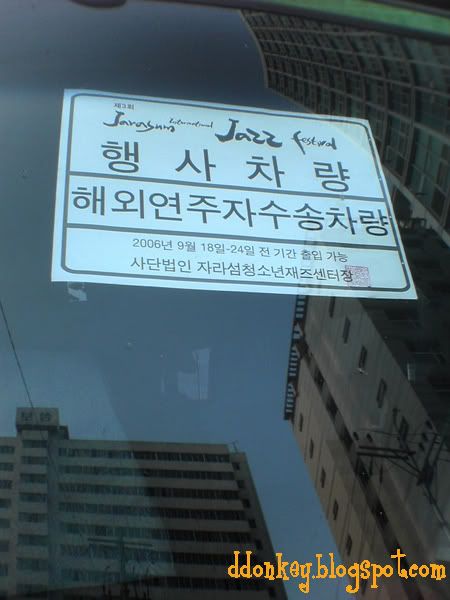 제3회
Jarasum International Jazz Festival
행 사 차 량
해외연주자수송차량
2006년 9월 18일-24일 전 기간 출입 가능
사단법인 자라섬청소년재즈센터장
ddonkey.blogspot.com